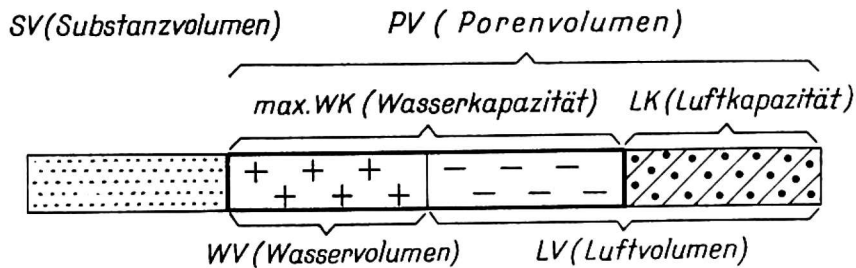 SV (Substanzvolumen) PV ( Porenvolumen)
max. WK (Wasserkapazität) LK (Luftkapazität)
WV (Wasservolumen) LV (Luftvolumen)